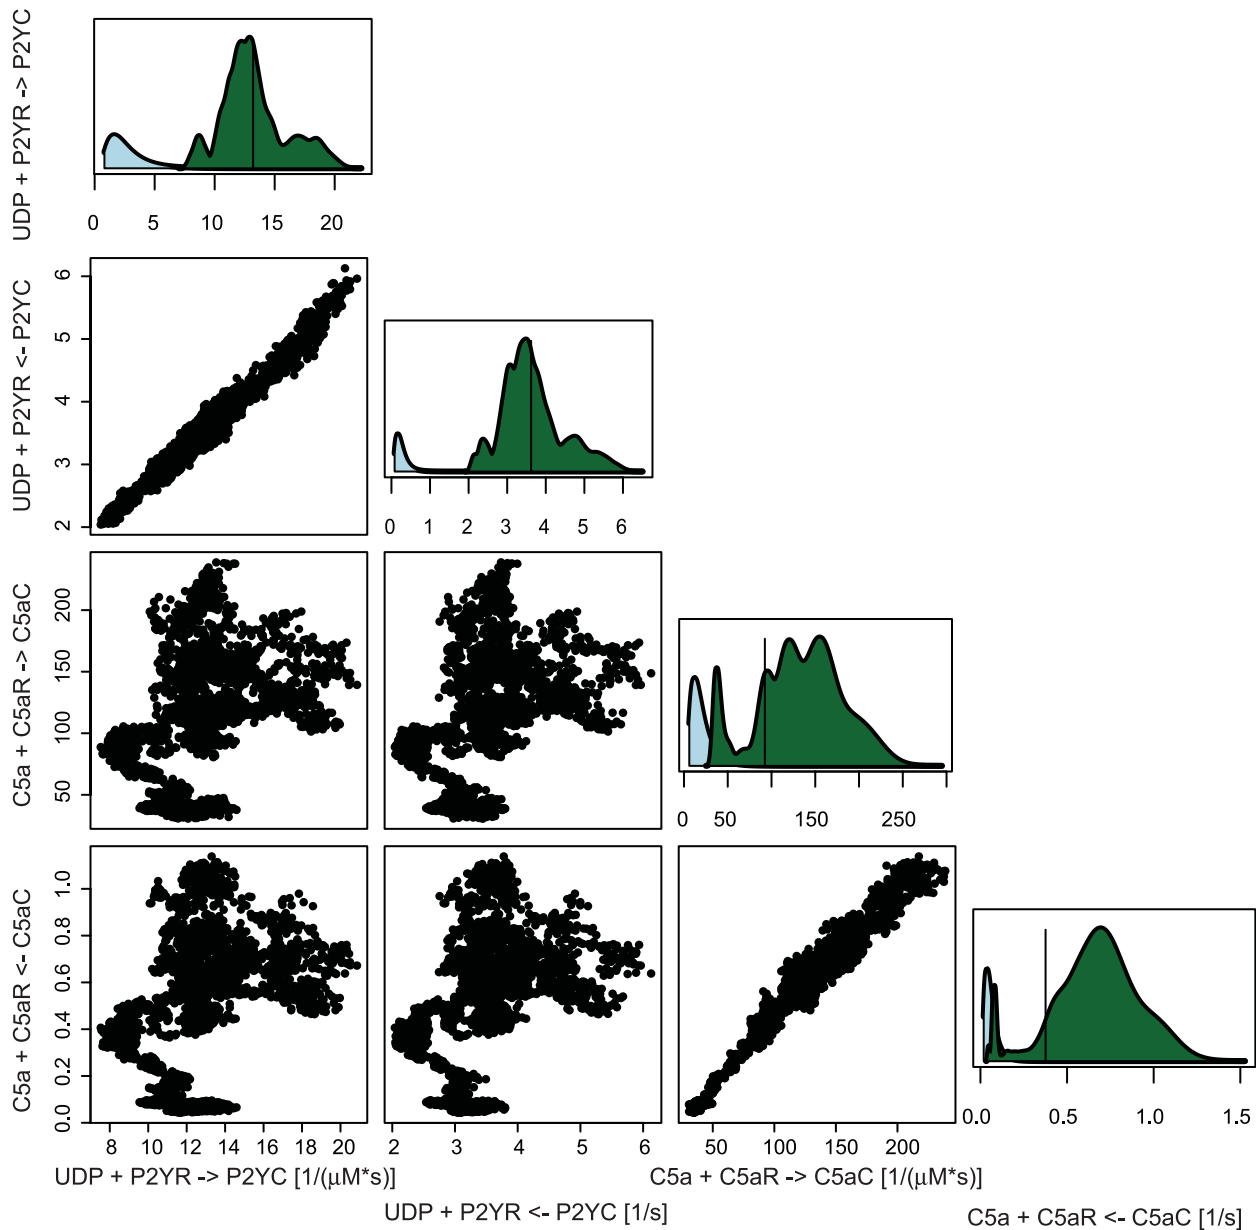 UDP + P2YR -> P2YC
0 5 10 15 20
UDP + P2YR <- P2YC
2 3 4 5 6
0 1 2 3 4 5 6
C5a + C5aR -> C5aC
50 100 150 200
0 50 150 250
C5a + C5aR <- C5aC
0.0 0.2 0.4 0.6 0.8 1.0
0.0 0.5 1.0 1.5
8 10 12 14 16 18 20
2 3 4 5 6
50 100 150 200
UDP + P2YR -> P2YC [1/(μM*s)]
C5a + C5aR -> C5aC [1/(μM*s)]
UDP + P2YR <- P2YC [1/s]
C5a + C5aR <- C5aC [1/s]